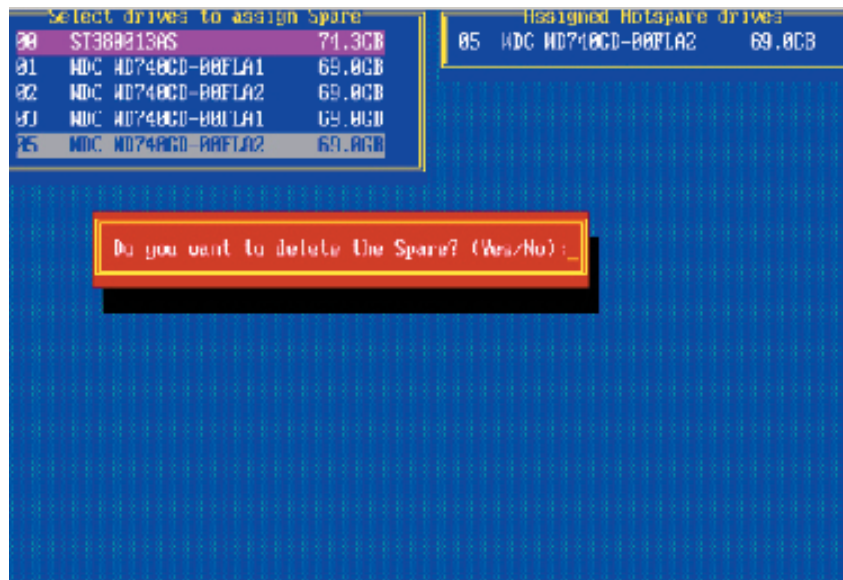 Select drives to assign Spare
00 ST380013AS 74.3GB
01 WDC WD740GD-00FLA1 69.0GB
02 WDC WD740GD-00FLA2 69.0GB
03 WDC WD740GD-00FLA1 69.0GB
05 WDC WD740GD-00FLA2 69.0GB
Assigned Hotspare drives
05 WDC WD740GD-00FLA2 69.0GB
Do you want to delete the Spare? (Yes/No):_